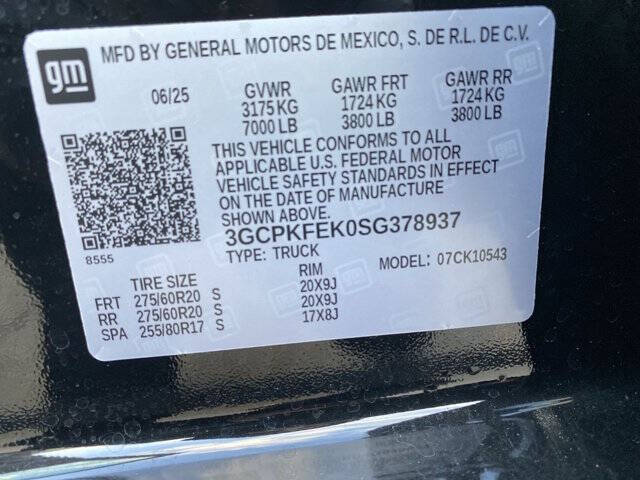 gm
MFD BY GENERAL MOTORS DE MEXICO, S. DE R.L. DE C.V.
06/25 GVWR GAWR FRT GAWR RR
3175 KG 1724 KG 1724 KG
7000 LB 3800 LB 3800 LB
THIS VEHICLE CONFORMS TO ALL
APPLICABLE U.S. FEDERAL MOTOR
VEHICLE SAFETY STANDARDS IN EFFECT
ON THE DATE OF MANUFACTURE
SHOWN ABOVE.
3GCPKFEK0SG378937
8555
TYPE: TRUCK MODEL: 07CK10543
TIRE SIZE RIM
FRT 275/60R20 S 20X9J
RR 275/60R20 S 20X9J
SPA 255/80R17 S 17X8J